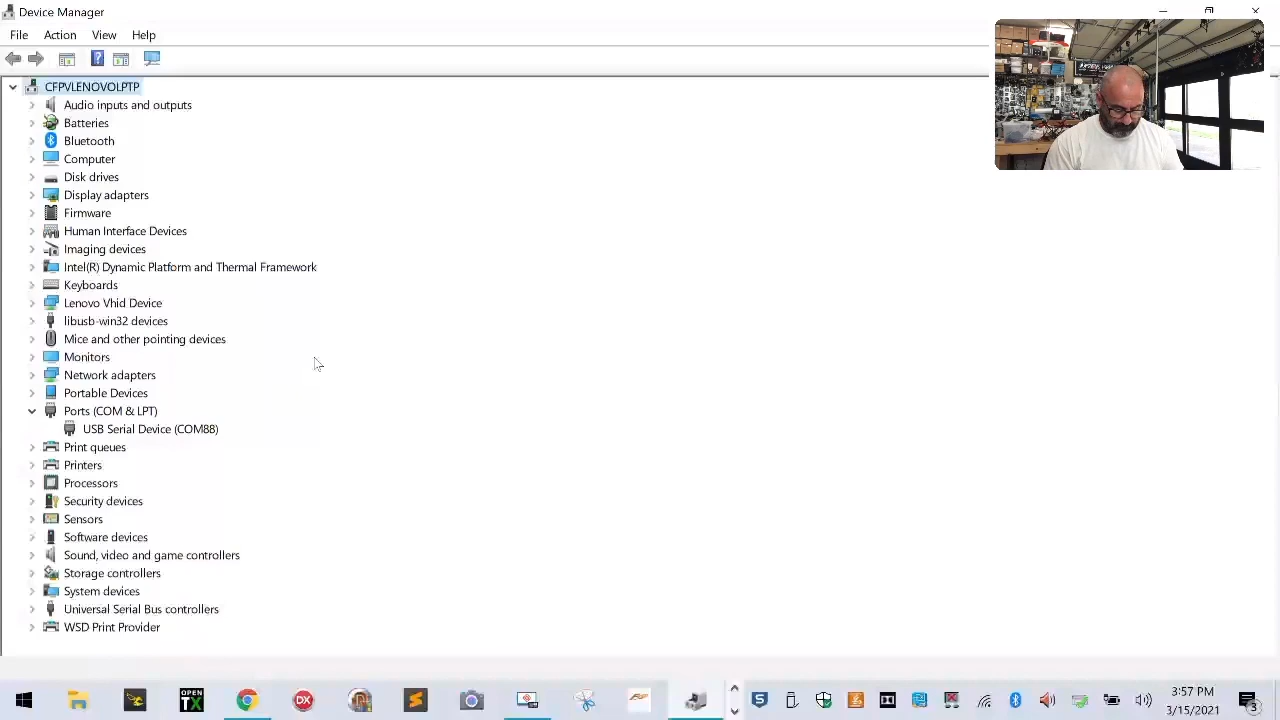 Device Manager
File Action View Help
CFPVLENOVOLPTP
Audio inputs and outputs
Batteries
Bluetooth
Computer
Disk drives
Display adapters
Firmware
Human Interface Devices
Imaging devices
Intel(R) Dynamic Platform and Thermal Framework
Keyboards
Lenovo Vhid Device
libusb-win32 devices
Mice and other pointing devices
Monitors
Network adapters
Portable Devices
Ports (COM & LPT)
USB Serial Device (COM88)
Print queues
Printers
Processors
Security devices
Sensors
Software devices
Sound, video and game controllers
Storage controllers
System devices
Universal Serial Bus controllers
WSD Print Provider
OPEN
TX
DX
S
S
3:57 PM
3/15/2021
3